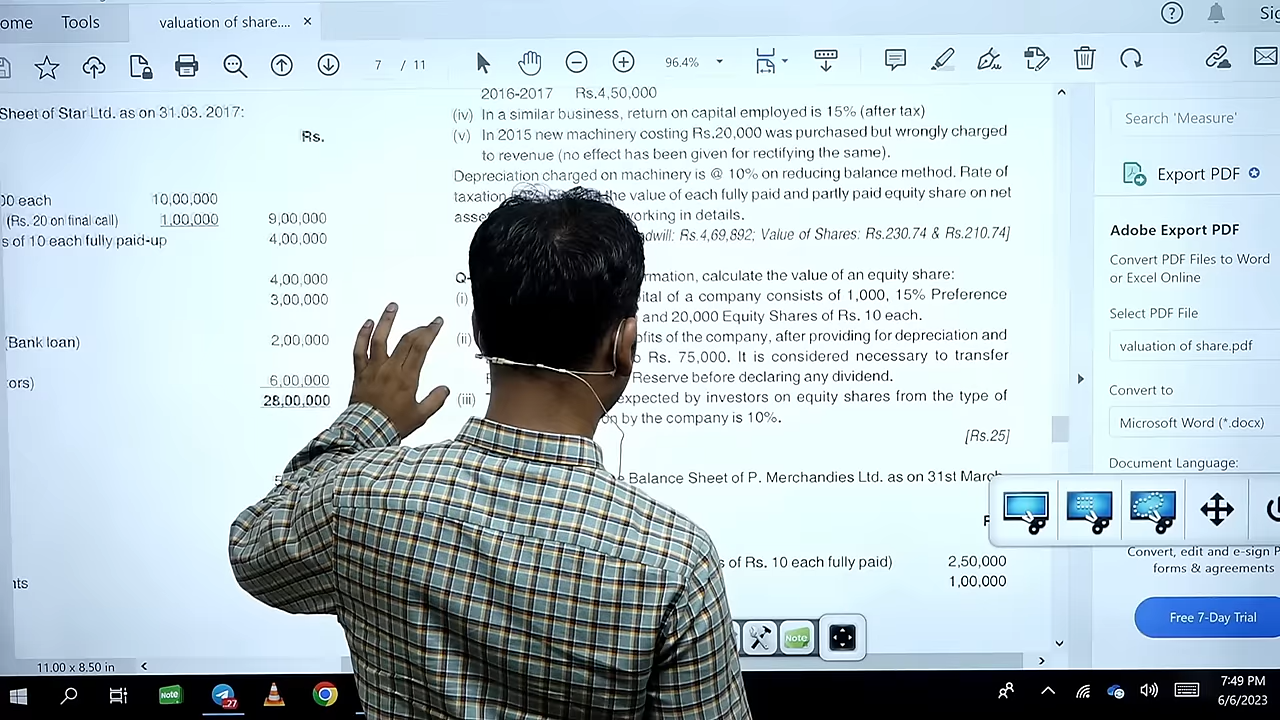 ome
Tools
valuation of share....
×
7 / 11
96.4%
Sheet of Star Ltd. as on 31.03. 2017:
Rs.
00 each 10,00,000
(Rs. 20 on final call) 1,00,000 9,00,000
s of 10 each fully paid-up 4,00,000
4,00,000
3,00,000
(Bank loan) 2,00,000
ors) 6,00,000
28,00,000
nts
11.00 x 8.50 in
2016-2017 Rs.4,50,000
(iv) In a similar business, return on capital employed is 15% (after tax)
(v) In 2015 new machinery costing Rs.20,000 was purchased but wrongly charged
to revenue (no effect has been given for rectifying the same).
Depreciation charged on machinery is @ 10% on reducing balance method. Rate of
taxation the value of each fully paid and partly paid equity share on net
asse working in details.
dwill: Rs.4,69,892; Value of Shares: Rs.230.74 & Rs.210.74]
Q- rmation, calculate the value of an equity share:
(i) ital of a company consists of 1,000, 15% Preference
and 20,000 Equity Shares of Rs. 10 each.
(ii) ofits of the company, after providing for depreciation and
o Rs. 75,000. It is considered necessary to transfer
Reserve before declaring any dividend.
(iii) expected by investors on equity shares from the type of
on by the company is 10%.
[Rs.25]
e Balance Sheet of P. Merchandies Ltd. as on 31st March
s of Rs. 10 each fully paid) 2,50,000
1,00,000
Search 'Measure'
Export PDF
Adobe Export PDF
Convert PDF Files to Word
or Excel Online
Select PDF File
valuation of share.pdf
Convert to
Microsoft Word (*.docx)
Document Language:
Convert, edit and e-sign P
forms & agreements
Free 7-Day Trial
Note
Note
27
7:49 PM
6/6/2023